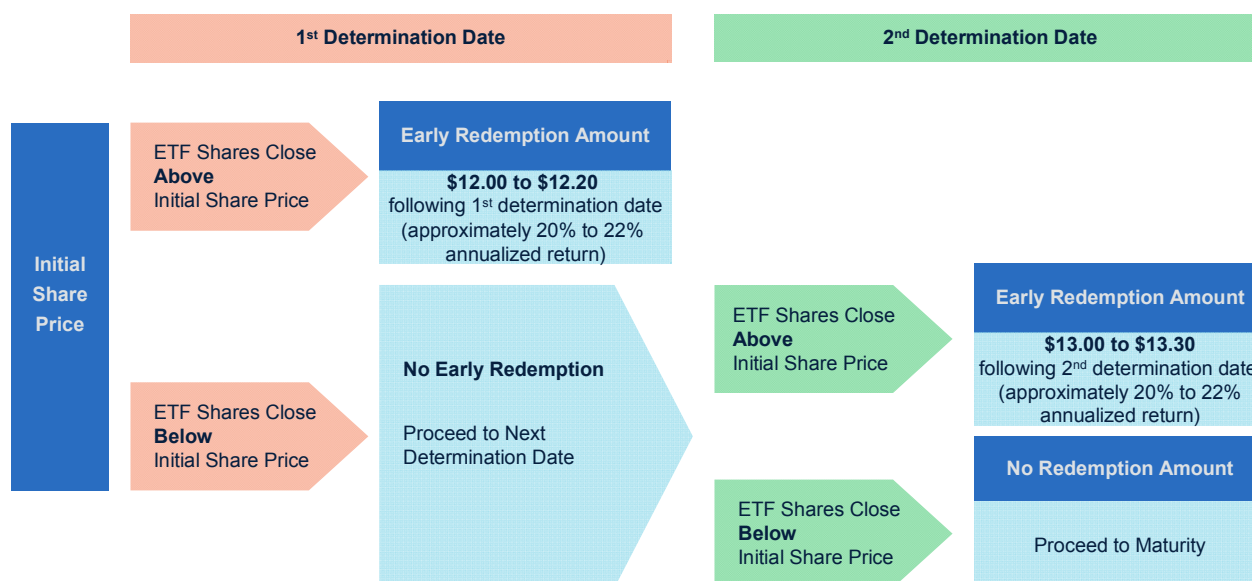 1st Determination Date
2nd Determination Date
Initial
Share
Price
ETF Shares Close
Above
Initial Share Price
Early Redemption Amount
$12.00 to $12.20
following 1st determination date
(approximately 20% to 22%
annualized return)
ETF Shares Close
Below
Initial Share Price
No Early Redemption
Proceed to Next
Determination Date
ETF Shares Close
Above
Initial Share Price
Early Redemption Amount
$13.00 to $13.30
following 2nd determination date
(approximately 20% to 22%
annualized return)
ETF Shares Close
Below
Initial Share Price
No Redemption Amount
Proceed to Maturity